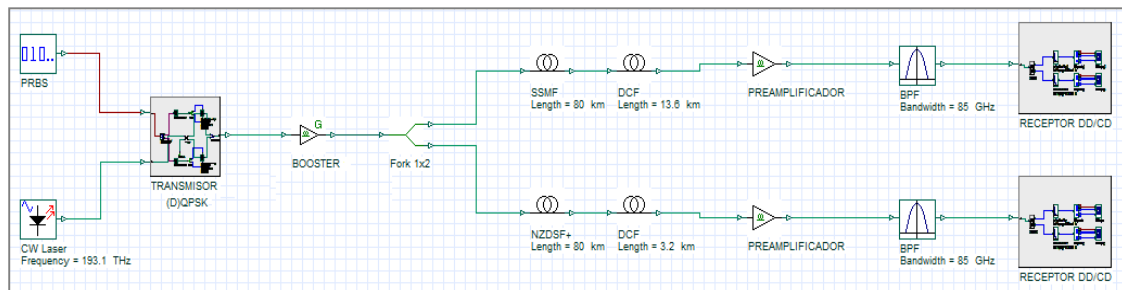 010..
PRBS
TRANSMISOR
(D)QPSK
CW Laser
Frequency = 193.1 THz
G
BOOSTER
Fork 1x2
SSMF
Length = 80 km
DCF
Length = 13.6 km
PREAMPLIFICADOR
BPF
Bandwidth = 85 GHz
RECEPTOR DD/CD
NZDSF+
Length = 80 km
DCF
Length = 3.2 km
PREAMPLIFICADOR
BPF
Bandwidth = 85 GHz
RECEPTOR DD/CD